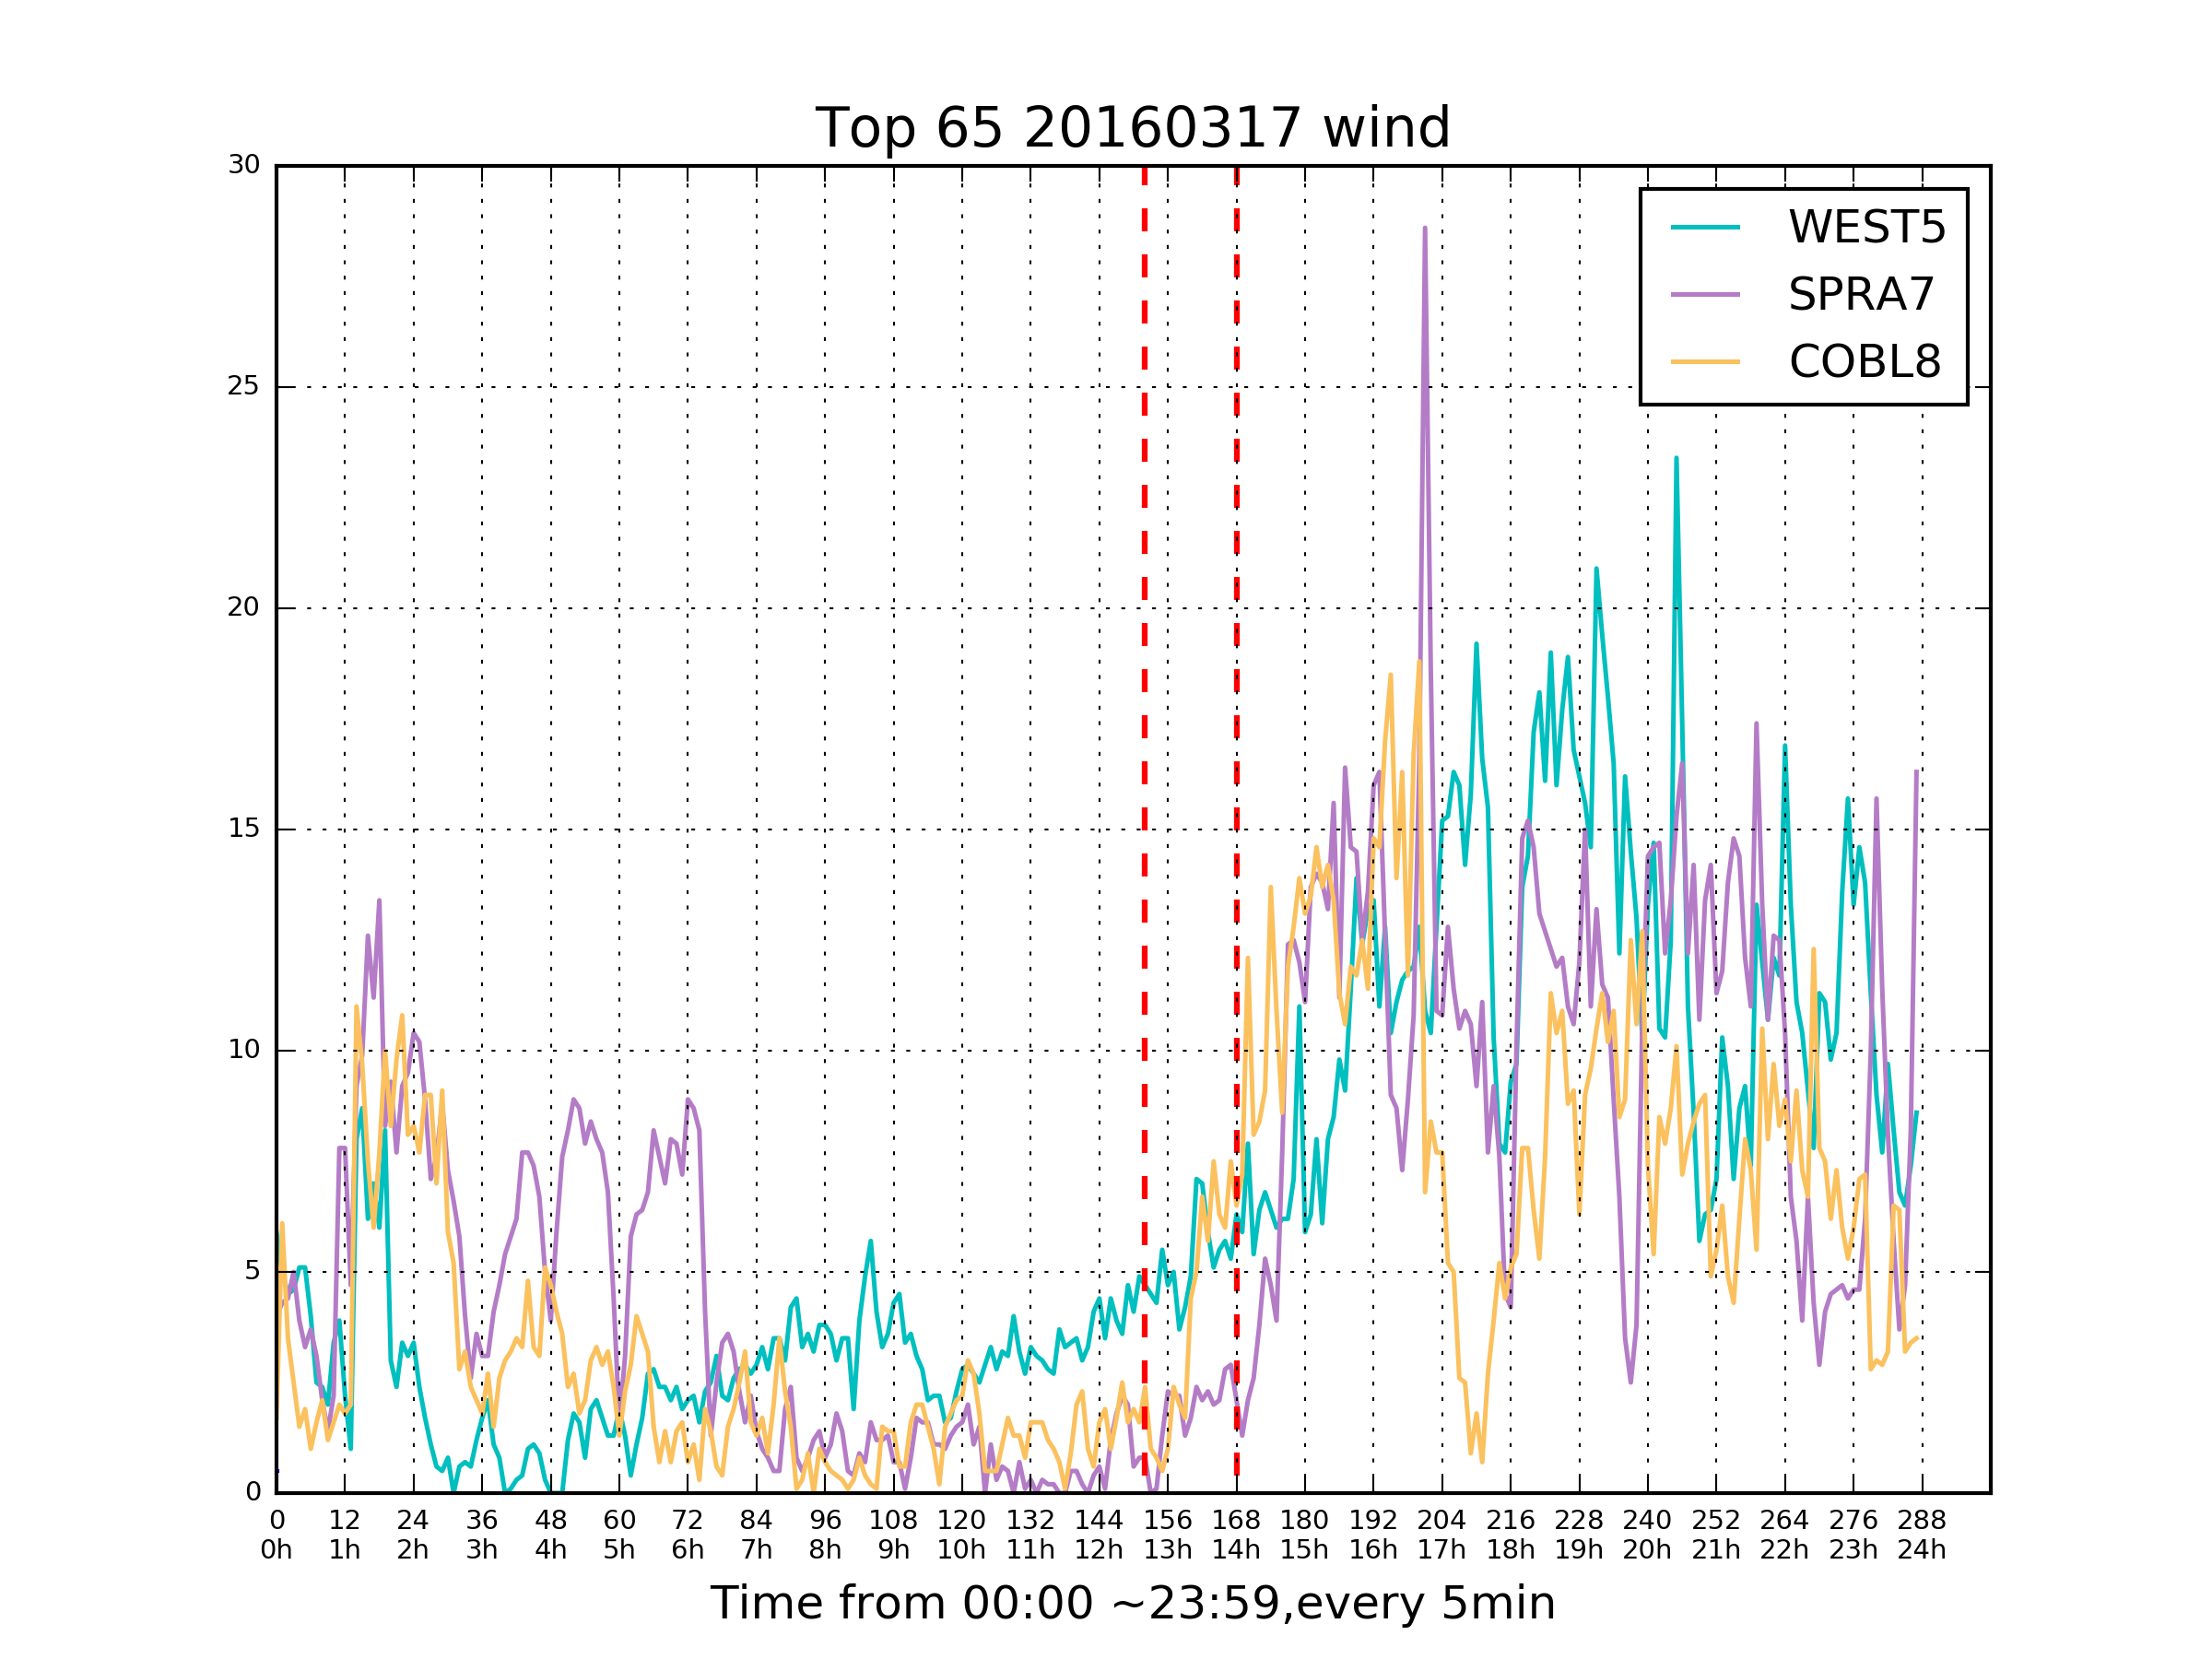 Top 65 20160317 wind
30
25
20
15
10
5
0
WEST5
SPRA7
COBL8
0 12 24 36 48 60 72 84 96 108 120 132 144 156 168 180 192 204 216 228 240 252 264 276 288
0h 1h 2h 3h 4h 5h 6h 7h 8h 9h 10h 11h 12h 13h 14h 15h 16h 17h 18h 19h 20h 21h 22h 23h 24h
Time from 00:00 ~23:59,every 5min